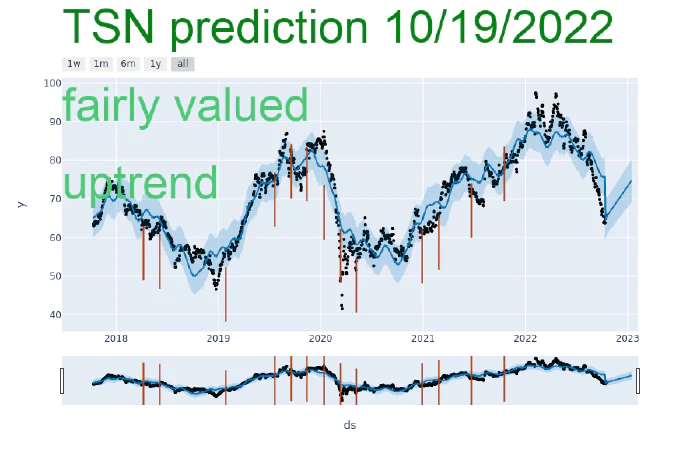 TSN prediction 10/19/2022
1w 1m 6m 1y all
fairly valued
uptrend
100
90
80
70
60
50
40
y
2018 2019 2020 2021 2022 2023
ds